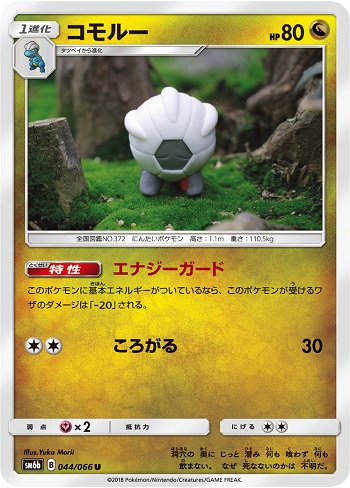 1進化
コモルー
HP80
タツベイから進化
全国図鑑NO.372 にんたいポケモン 高さ：1.1m 重さ：110.5kg
とくせい
特性 エナジーガード
きほん
このポケモンに基本エネルギーがついているなら、このポケモンが受けるワ
ザのダメージは「-20」される。
ころがる 30
弱点 ×2 抵抗力 にげる
Illus.Yuka Morii
洞穴の 奥に じっと 潜み 何も 喰わず 何も
飲まない。 なぜ 死なないのかは 不明だ。
sm6b B 044/066 U
©2018 Pokémon/Nintendo/Creatures/GAME FREAK.